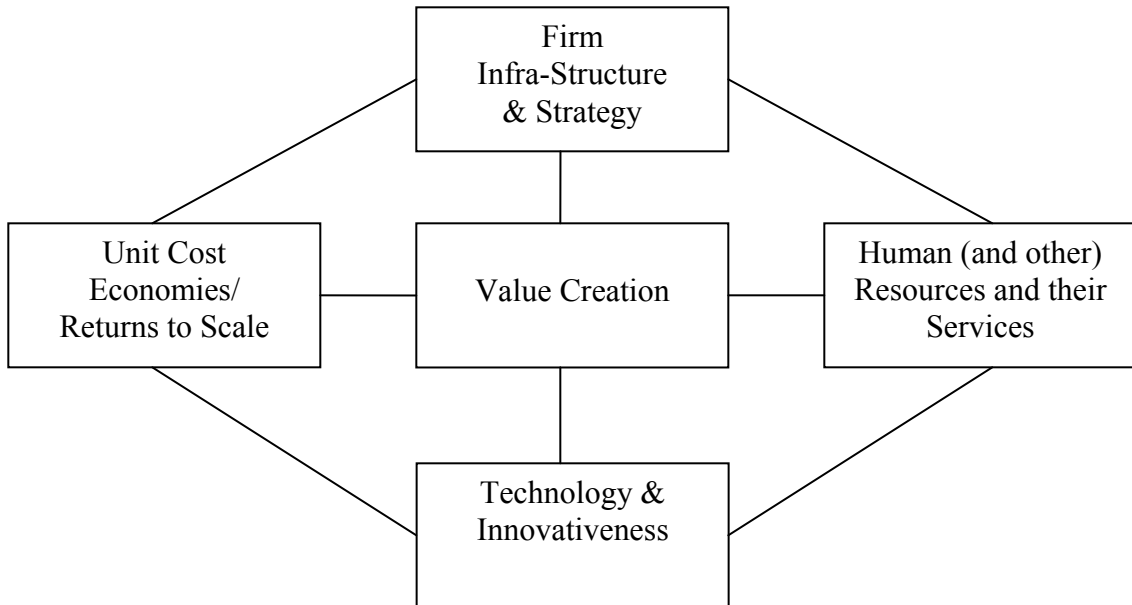 Firm
Infra-Structure
& Strategy
Unit Cost
Economies/
Returns to Scale
Value Creation
Human (and other)
Resources and their
Services
Technology &
Innovativeness